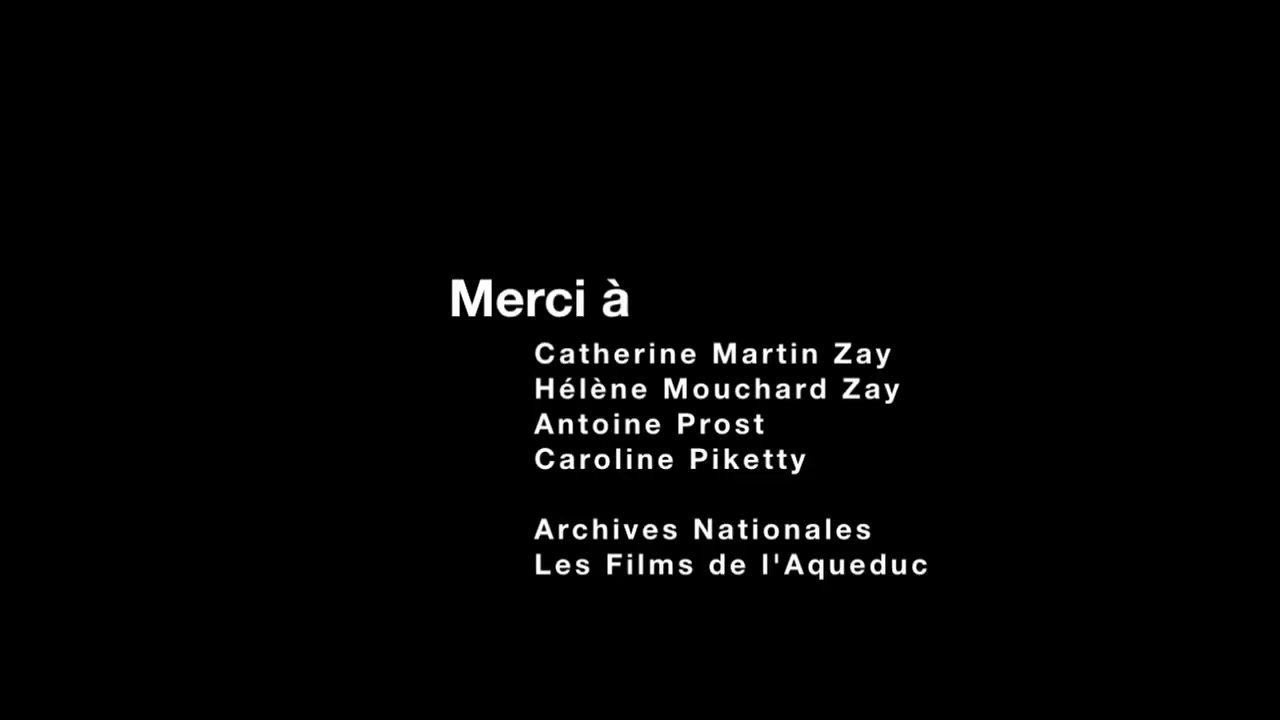 Merci à
Catherine Martin Zay
Hélène Mouchard Zay
Antoine Prost
Caroline Piketty
Archives Nationales
Les Films de l'Aqueduc